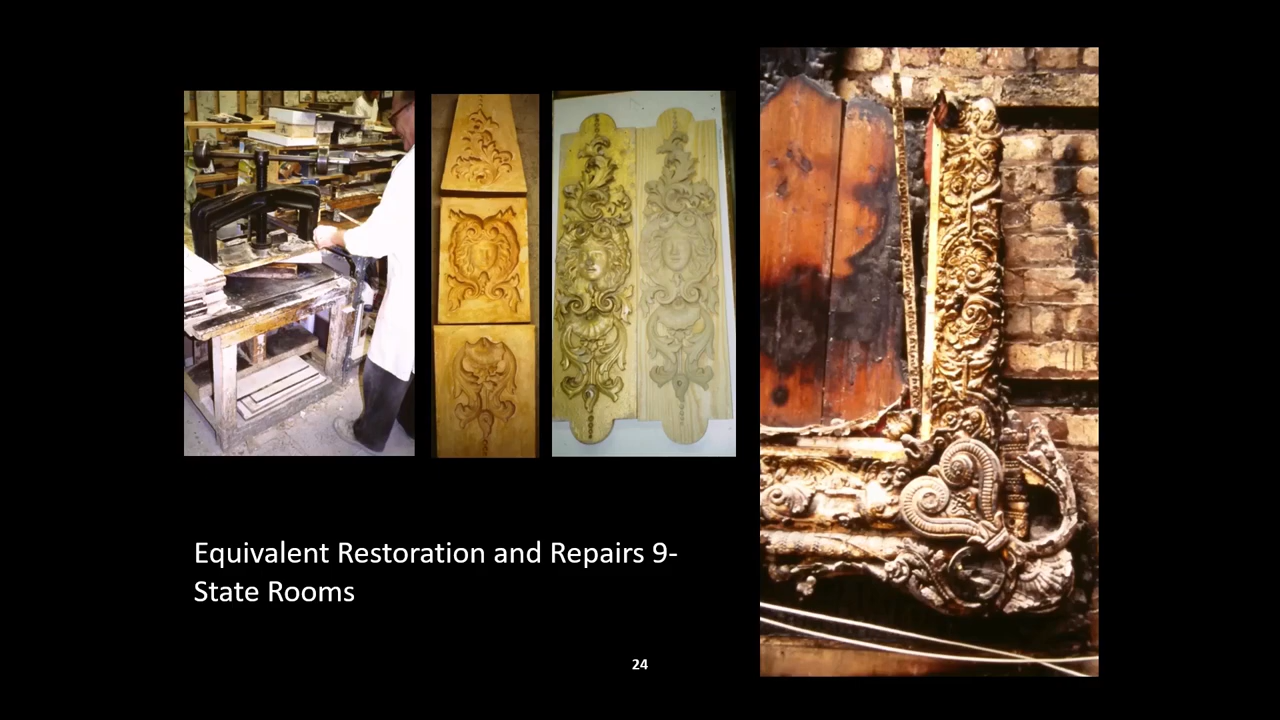 Equivalent Restoration and Repairs 9-
State Rooms
24